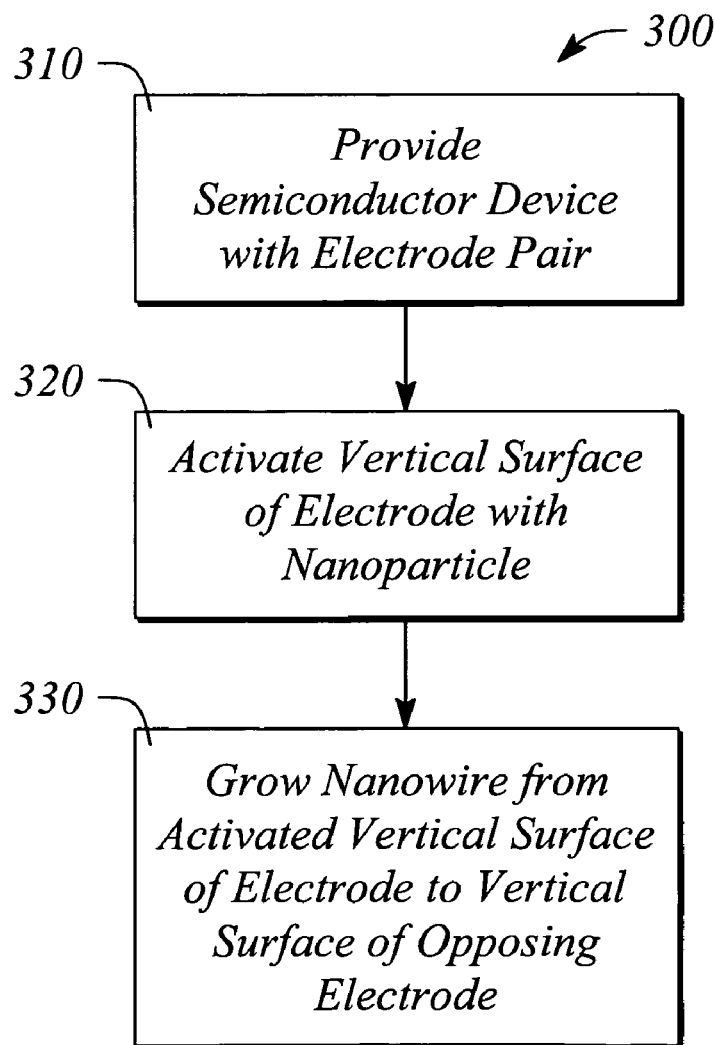 300
310
Provide
Semiconductor Device
with Electrode Pair
320
Activate Vertical Surface
of Electrode with
Nanoparticle
330
Grow Nanowire from
Activated Vertical Surface
of Electrode to Vertical
Surface of Opposing
Electrode